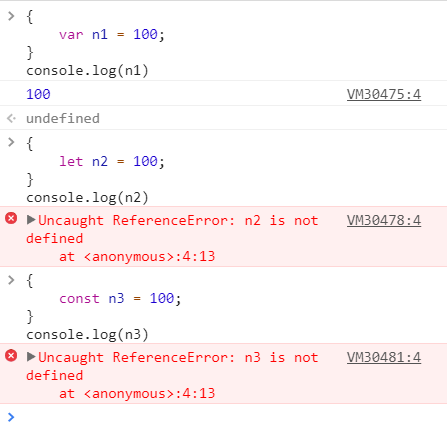 > {
var n1 = 100;
}
console.log(n1)
100 VM30475:4
undefined
> {
let n2 = 100;
}
console.log(n2)
Uncaught ReferenceError: n2 is not VM30478:4
defined
at <anonymous>:4:13
> {
const n3 = 100;
}
console.log(n3)
Uncaught ReferenceError: n3 is not VM30481:4
defined
at <anonymous>:4:13
>